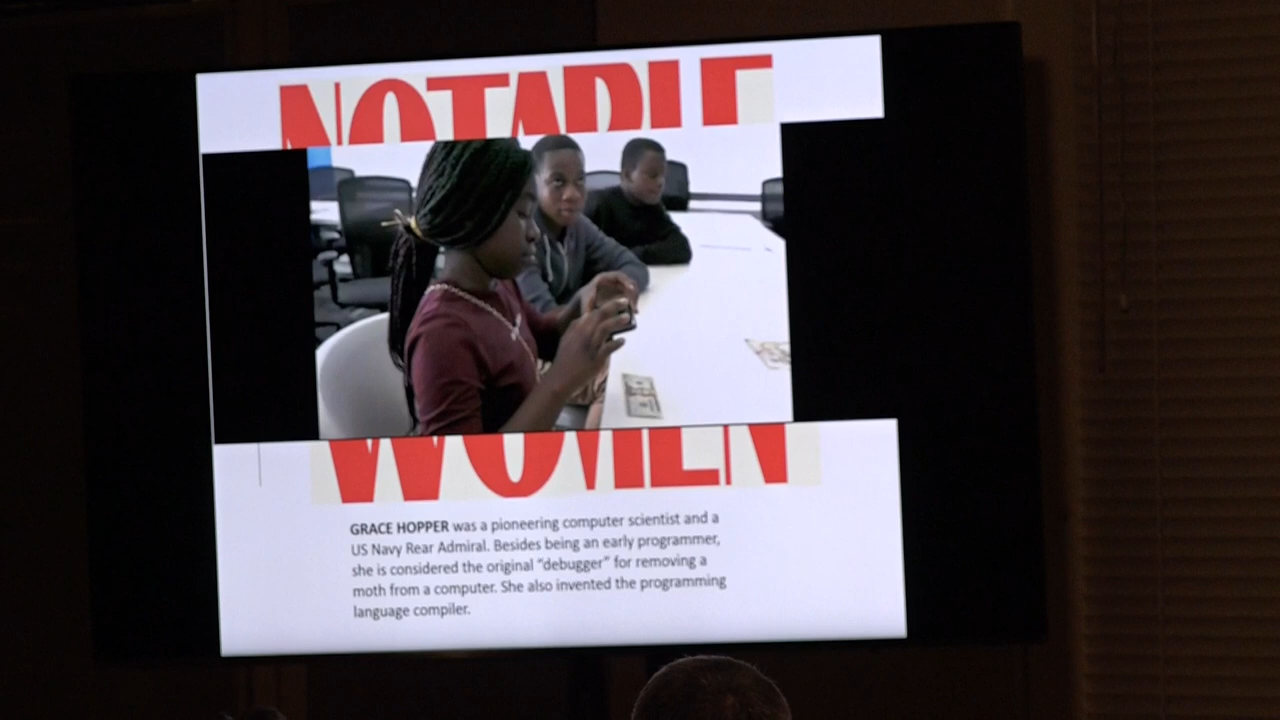 NOTABLE
WOMEN
GRACE HOPPER was a pioneering computer scientist and a
US Navy Rear Admiral. Besides being an early programmer,
she is considered the original “debugger” for removing a
moth from a computer. She also invented the programming
language compiler.